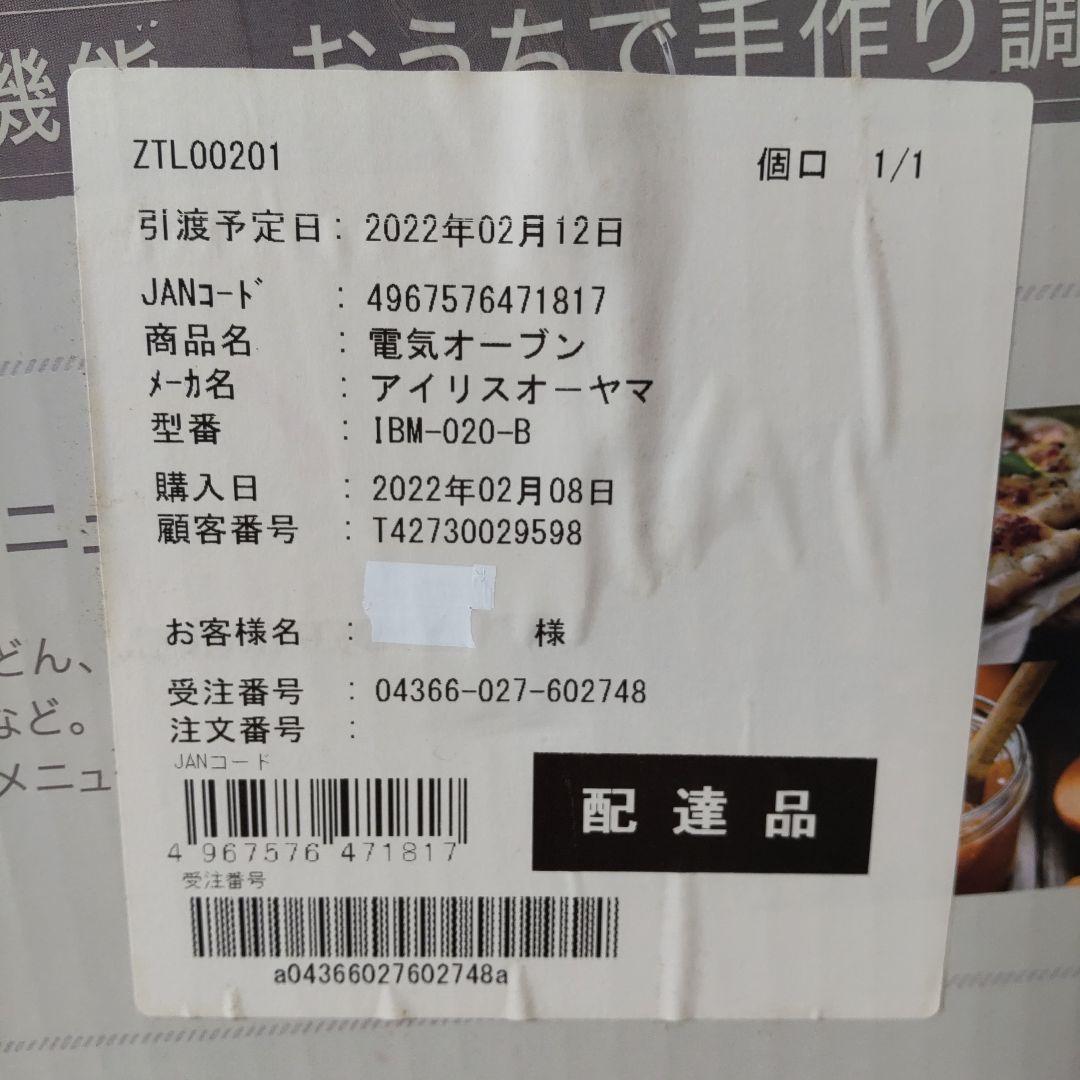 機能 おうちで手作り調
ZTL00201 個口 1/1
引渡予定日: 2022年02月12日
JANｺｰﾄﾞ : 4967576471817
商品名 : 電気オーブン
ﾒｰｶ名 : アイリスオーヤマ
型番 : IBM-020-B
購入日 : 2022年02月08日
顧客番号 : T42730029598
お客様名 : 様
受注番号 : 04366-027-602748
注文番号 :
JANコード
4 967576 471817
配達品
受注番号
a04366027602748a
ニュ
どん、
など。
メニュ